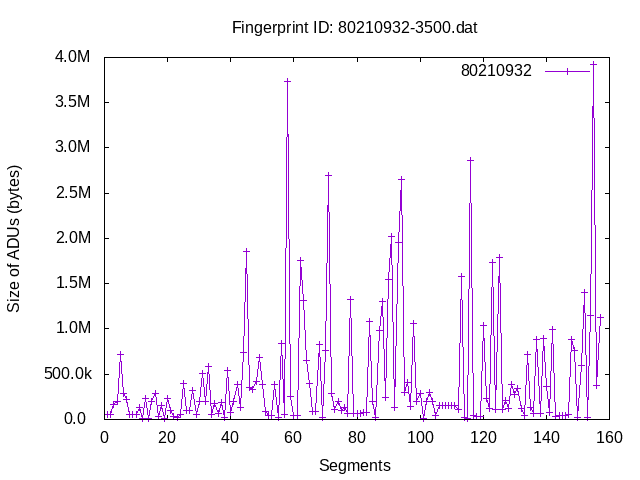 Fingerprint ID: 80210932-3500.dat
80210932
4.0M
3.5M
3.0M
2.5M
2.0M
1.5M
1.0M
500.0k
0.0
Size of ADUs (bytes)
0 20 40 60 80 100 120 140 160
Segments